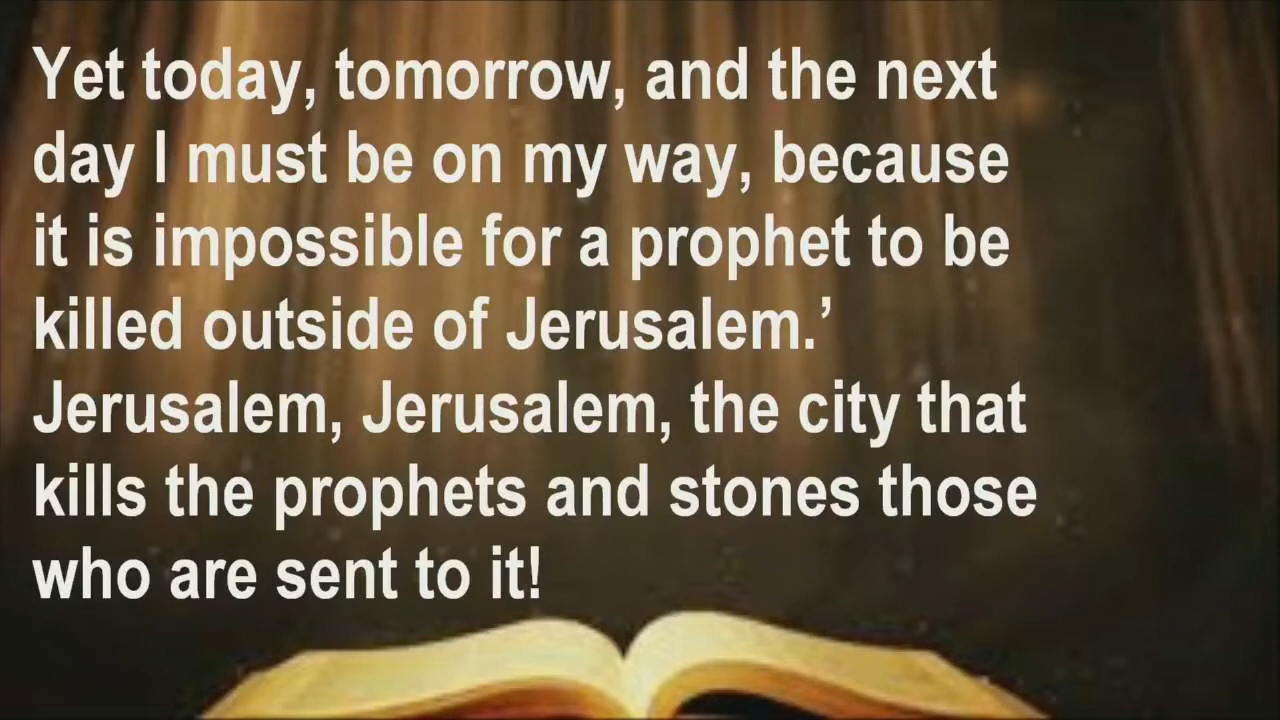 Yet today, tomorrow, and the next
day I must be on my way, because
it is impossible for a prophet to be
killed outside of Jerusalem.’
Jerusalem, Jerusalem, the city that
kills the prophets and stones those
who are sent to it!